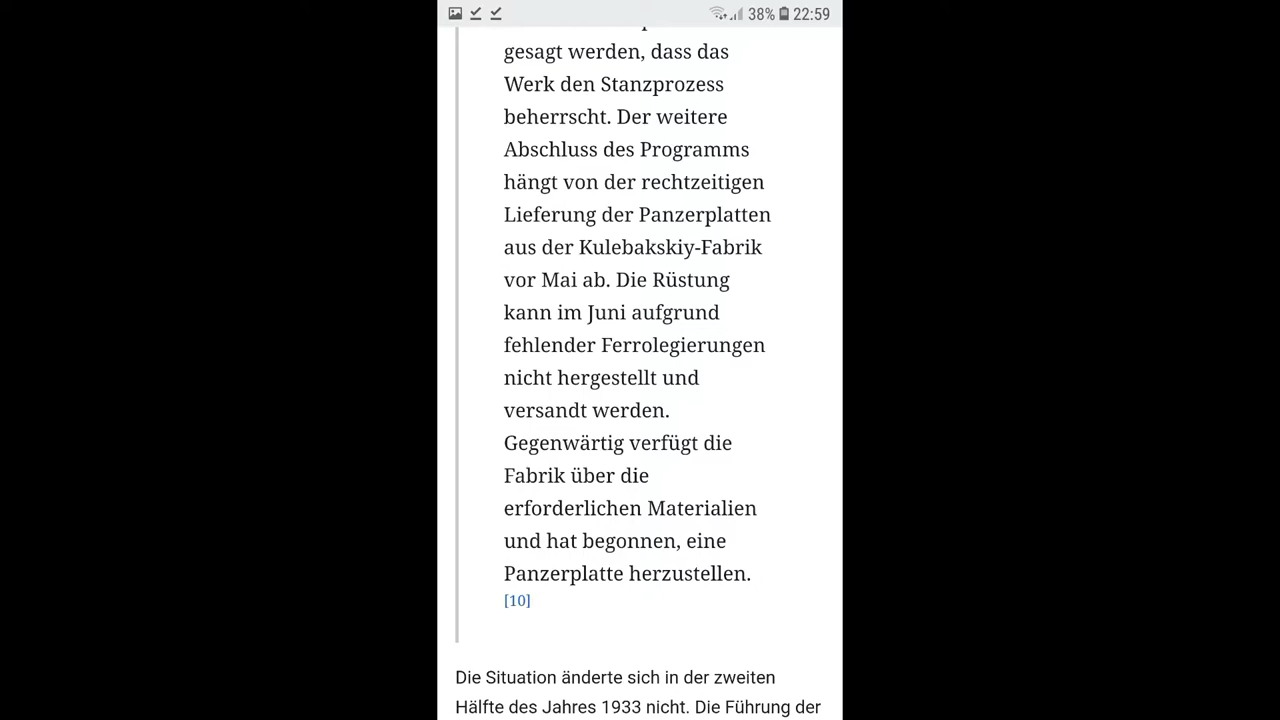 38% 22:59
gesagt werden, dass das
Werk den Stanzprozess
beherrscht. Der weitere
Abschluss des Programms
hängt von der rechtzeitigen
Lieferung der Panzerplatten
aus der Kulebakskiy-Fabrik
vor Mai ab. Die Rüstung
kann im Juni aufgrund
fehlender Ferrolegierungen
nicht hergestellt und
versandt werden.
Gegenwärtig verfügt die
Fabrik über die
erforderlichen Materialien
und hat begonnen, eine
Panzerplatte herzustellen.
[10]
Die Situation änderte sich in der zweiten
Hälfte des Jahres 1933 nicht. Die Führung der